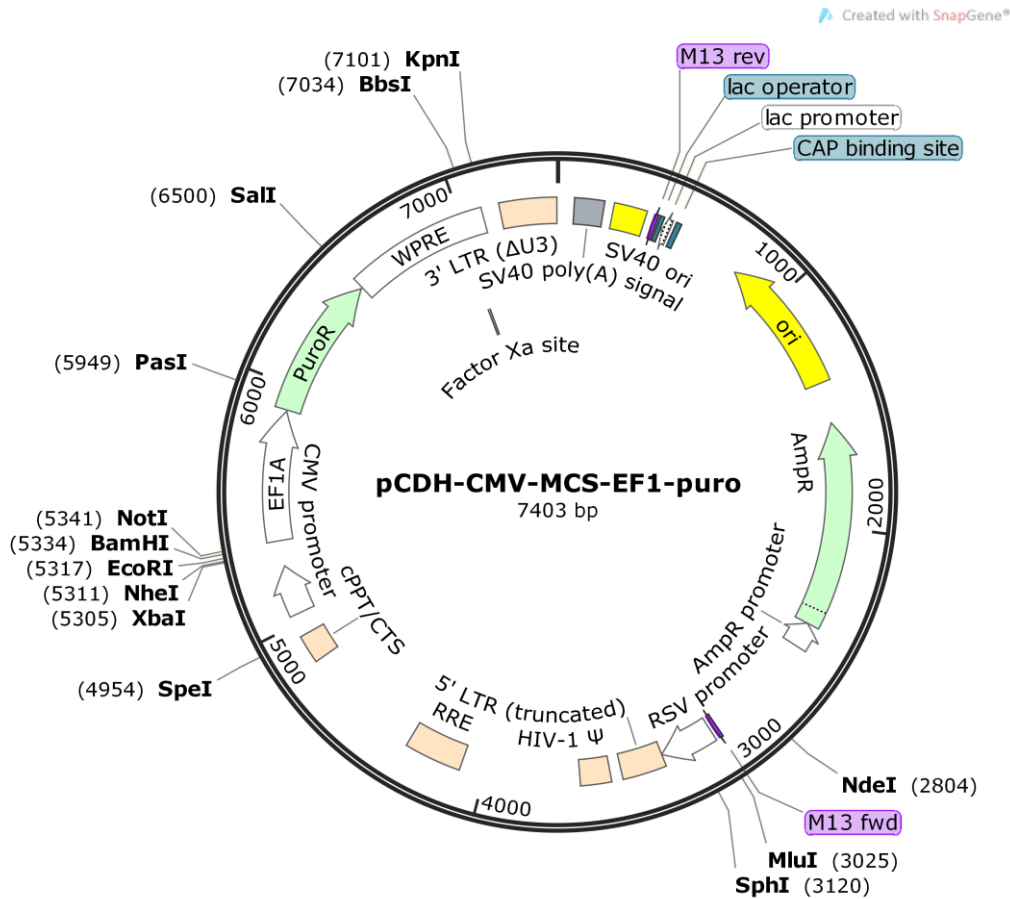 Created with SnapGene®
(7101) KpnI
(7034) BbsI
M13 rev
lac operator
lac promoter
CAP binding site
(6500) SalI
7000
1000
WPRE
3' LTR (ΔU3)
SV40 poly(A) signal
SV40 ori
ori
PuroR
Factor Xa site
(5949) PasI
6000
AmpR
CMV promoter
EF1A
pCDH-CMV-MCS-EF1-puro
7403 bp
2000
(5341) NotI
(5334) BamHI
(5317) EcoRI
(5311) NheI
(5305) XbaI
cPPT/CTS
AmpR promoter
5000
(4954) SpeI
5' LTR (truncated)
RSV promoter
RRE
HIV-1 Ψ
3000
4000
NdeI (2804)
M13 fwd
MluI (3025)
SphI (3120)